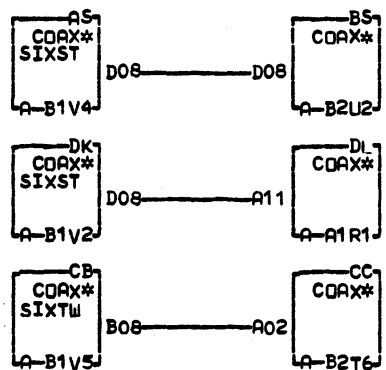 AS BS
COAX* COAX*
SIXST
D08 D08
A B1V4 A B2U2
DK DL
COAX* COAX*
SIXST
D08 A11
A B1V2 A A1R1
CB CC
COAX* COAX*
SIXTW
B08 A02
A B1V5 A B2T6